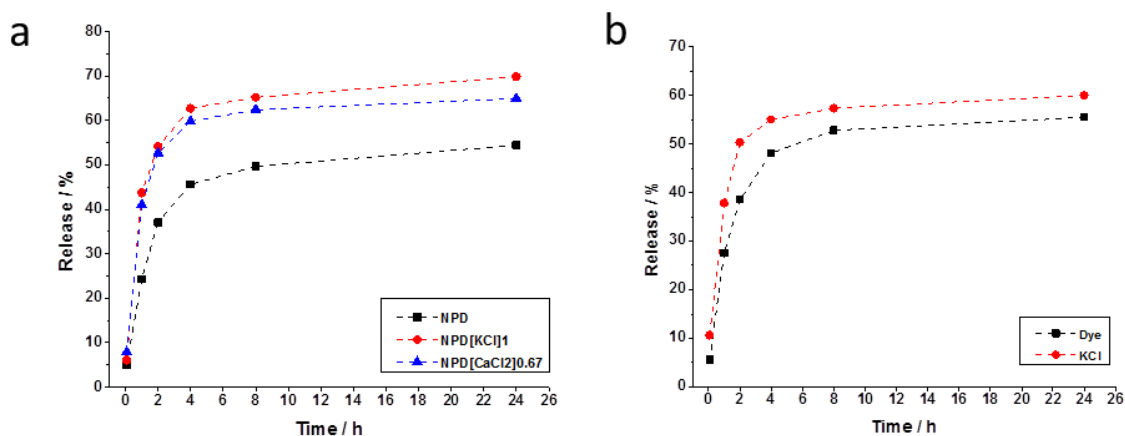 a
80
70
60
50
40
30
20
10
0
Release / %
0 2 4 6 8 10 12 14 16 18 20 22 24 26
Time / h
NPD
NPD[KCl]1
NPD[CaCl2]0.67
b
70
60
50
40
30
20
10
0
Release / %
0 2 4 6 8 10 12 14 16 18 20 22 24 26
Time / h
Dye
KCl